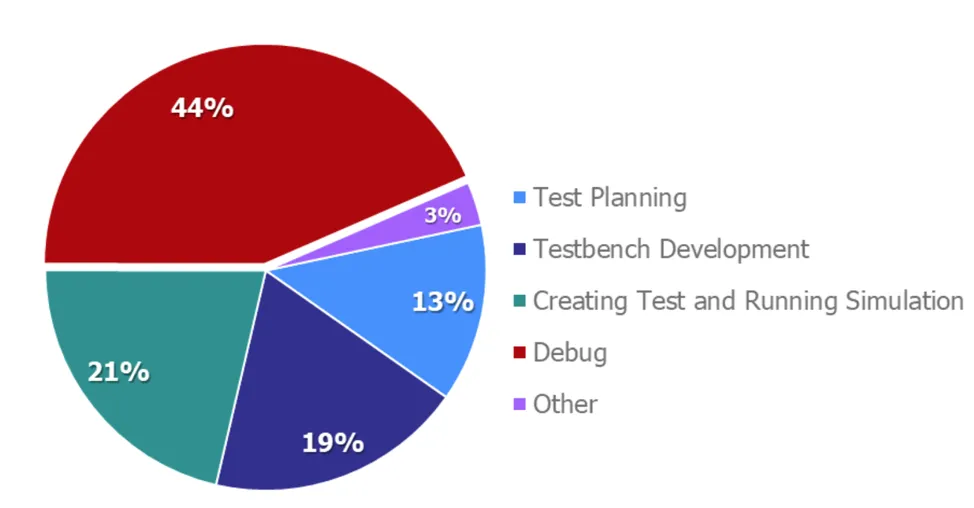 44%
3%
13%
21%
19%
Test Planning
Testbench Development
Creating Test and Running Simulation
Debug
Other